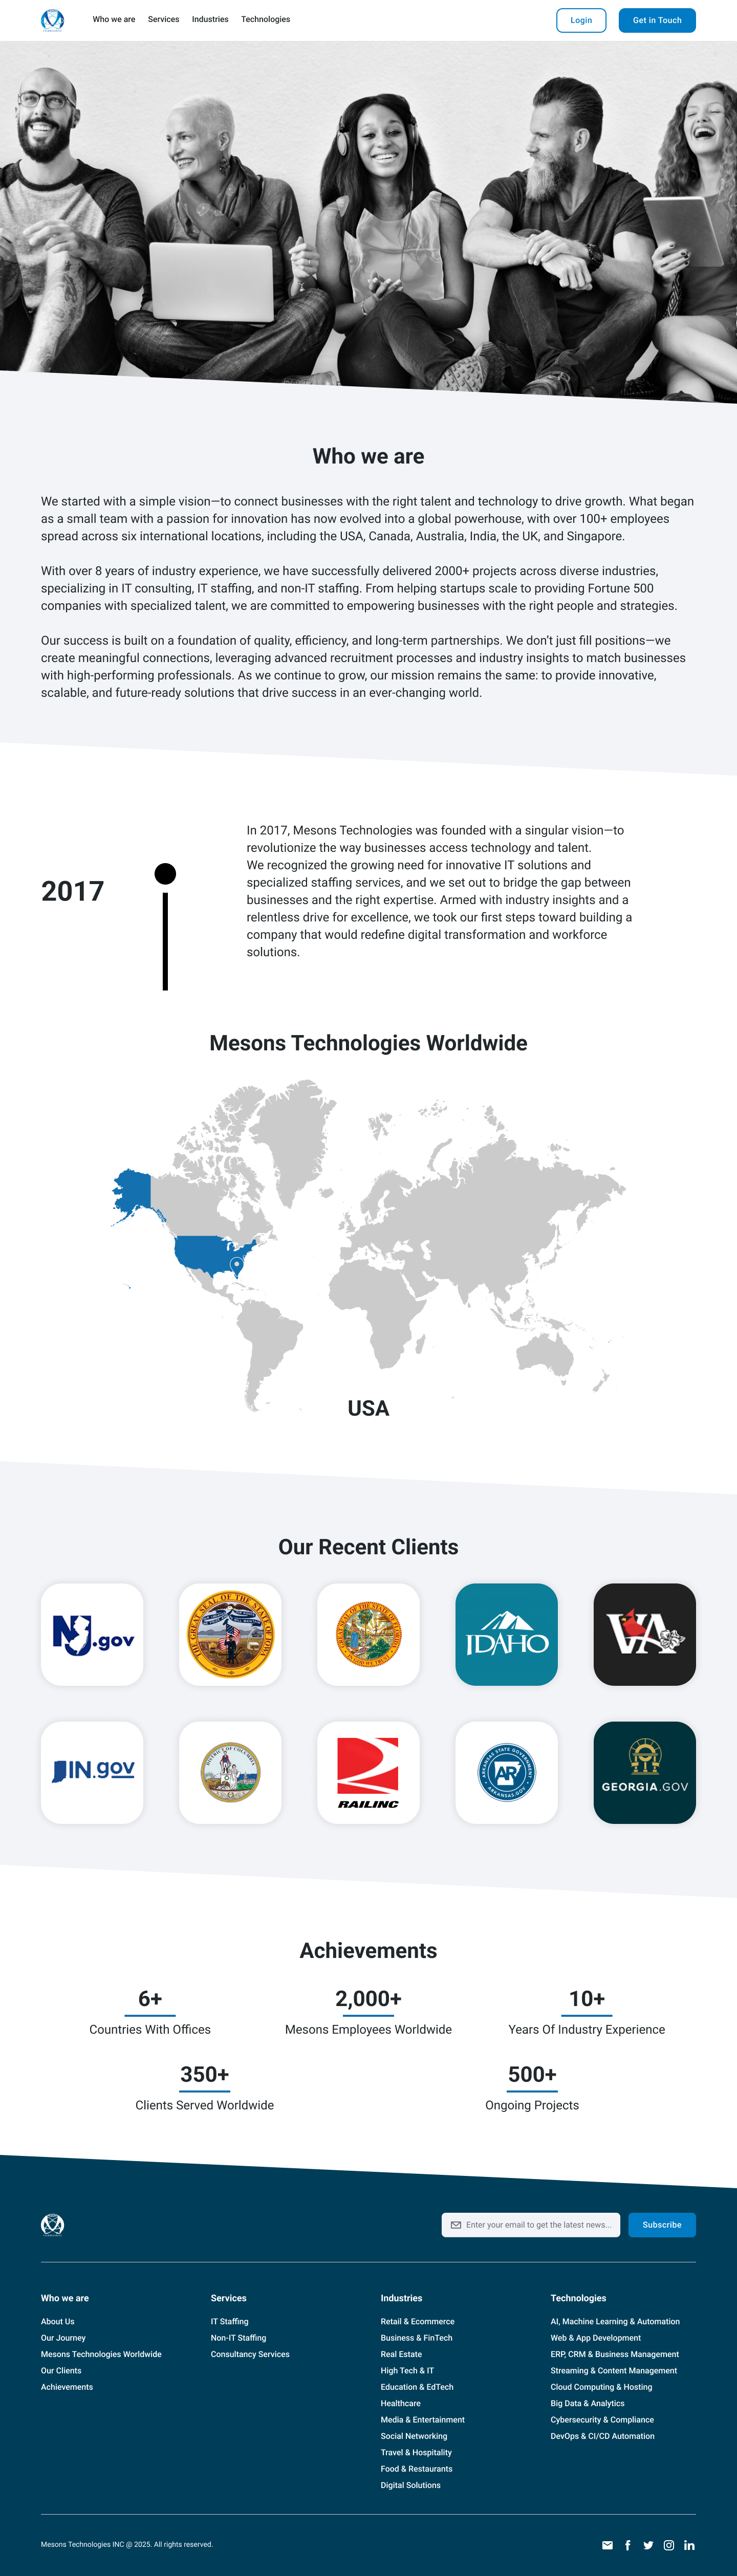 Who we are Services Industries Technologies Login Get in Touch
Who we are
We started with a simple vision—to connect businesses with the right talent and technology to drive growth. What began
as a small team with a passion for innovation has now evolved into a global powerhouse, with over 100+ employees
spread across six international locations, including the USA, Canada, Australia, India, the UK, and Singapore.
With over 8 years of industry experience, we have successfully delivered 2000+ projects across diverse industries,
specializing in IT consulting, IT staffing, and non-IT staffing. From helping startups scale to providing Fortune 500
companies with specialized talent, we are committed to empowering businesses with the right people and strategies.
Our success is built on a foundation of quality, efficiency, and long-term partnerships. We don’t just fill positions—we
create meaningful connections, leveraging advanced recruitment processes and industry insights to match businesses
with high-performing professionals. As we continue to grow, our mission remains the same: to provide innovative,
scalable, and future-ready solutions that drive success in an ever-changing world.
2017
In 2017, Mesons Technologies was founded with a singular vision—to
revolutionize the way businesses access technology and talent.
We recognized the growing need for innovative IT solutions and
specialized staffing services, and we set out to bridge the gap between
businesses and the right expertise. Armed with industry insights and a
relentless drive for excellence, we took our first steps toward building a
company that would redefine digital transformation and workforce
solutions.
Mesons Technologies Worldwide
USA
Our Recent Clients
NJ.gov
THE GREAT SEAL OF THE STATE OF IOWA
IDAHO
VA
IN.gov
RAILINC
ARKANSAS STATE GOVERNMENT
AR
ARKANSAS.GOV
GEORGIA.GOV
Achievements
6+ 2,000+ 10+
Countries With Offices Mesons Employees Worldwide Years Of Industry Experience
350+ 500+
Clients Served Worldwide Ongoing Projects
Enter your email to get the latest news... Subscribe
Who we are
About Us
Our Journey
Mesons Technologies Worldwide
Our Clients
Achievements
Services
IT Staffing
Non-IT Staffing
Consultancy Services
Industries
Retail & Ecommerce
Business & FinTech
Real Estate
High Tech & IT
Education & EdTech
Healthcare
Media & Entertainment
Social Networking
Travel & Hospitality
Food & Restaurants
Digital Solutions
Technologies
AI, Machine Learning & Automation
Web & App Development
ERP, CRM & Business Management
Streaming & Content Management
Cloud Computing & Hosting
Big Data & Analytics
Cybersecurity & Compliance
DevOps & CI/CD Automation
Mesons Technologies INC @ 2025. All rights reserved.